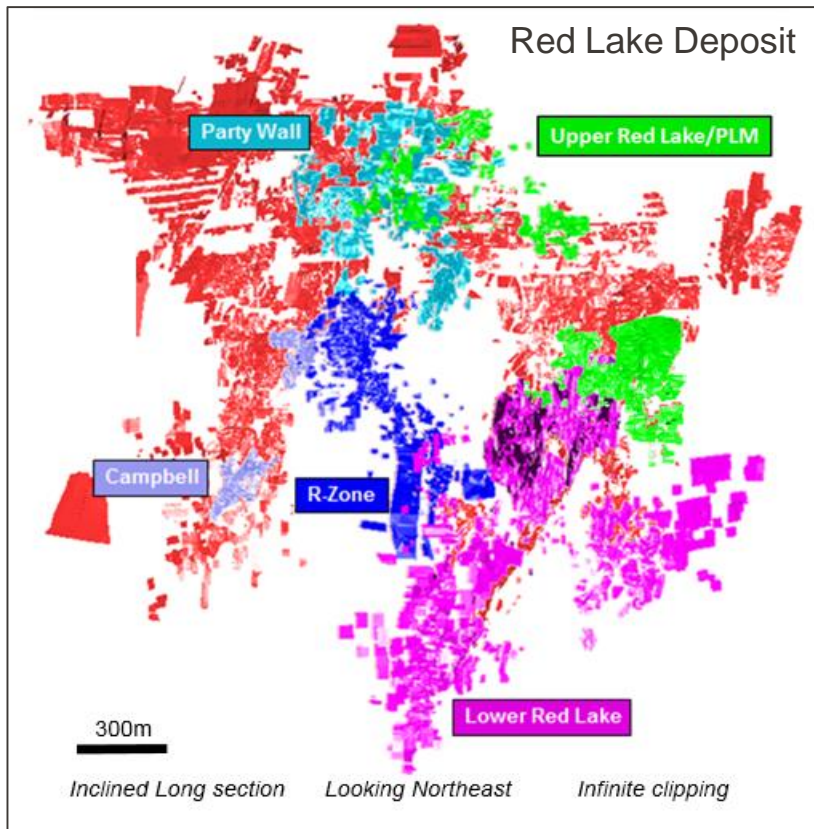 Red Lake Deposit
Party Wall
Upper Red Lake/PLM
Campbell
R-Zone
Lower Red Lake
300m
Inclined Long section Looking Northeast Infinite clipping